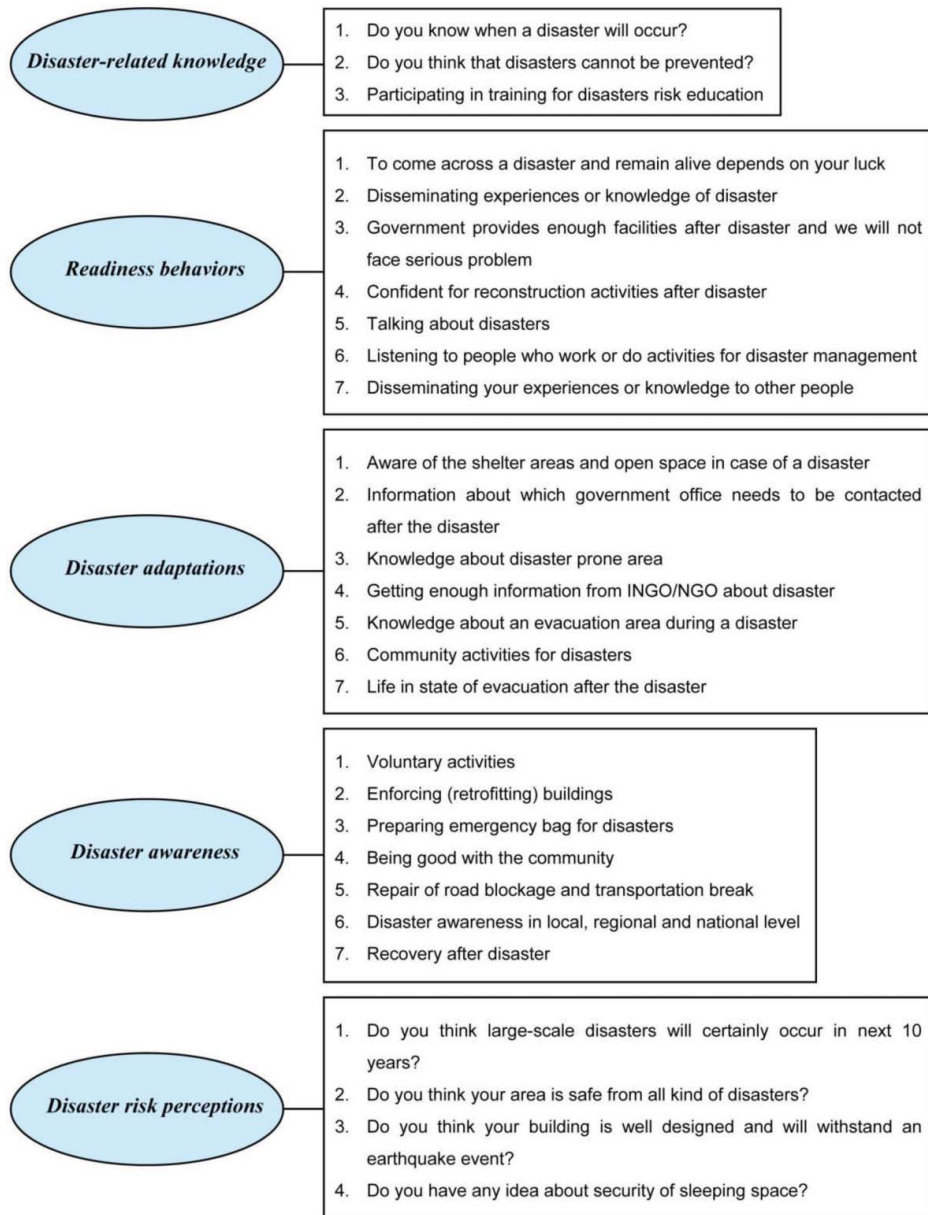 Disaster-related knowledge
1. Do you know when a disaster will occur?
2. Do you think that disasters cannot be prevented?
3. Participating in training for disasters risk education
Readiness behaviors
1. To come across a disaster and remain alive depends on your luck
2. Disseminating experiences or knowledge of disaster
3. Government provides enough facilities after disaster and we will not
face serious problem
4. Confident for reconstruction activities after disaster
5. Talking about disasters
6. Listening to people who work or do activities for disaster management
7. Disseminating your experiences or knowledge to other people
Disaster adaptations
1. Aware of the shelter areas and open space in case of a disaster
2. Information about which government office needs to be contacted
after the disaster
3. Knowledge about disaster prone area
4. Getting enough information from INGO/NGO about disaster
5. Knowledge about an evacuation area during a disaster
6. Community activities for disasters
7. Life in state of evacuation after the disaster
Disaster awareness
1. Voluntary activities
2. Enforcing (retrofitting) buildings
3. Preparing emergency bag for disasters
4. Being good with the community
5. Repair of road blockage and transportation break
6. Disaster awareness in local, regional and national level
7. Recovery after disaster
Disaster risk perceptions
1. Do you think large-scale disasters will certainly occur in next 10
years?
2. Do you think your area is safe from all kind of disasters?
3. Do you think your building is well designed and will withstand an
earthquake event?
4. Do you have any idea about security of sleeping space?